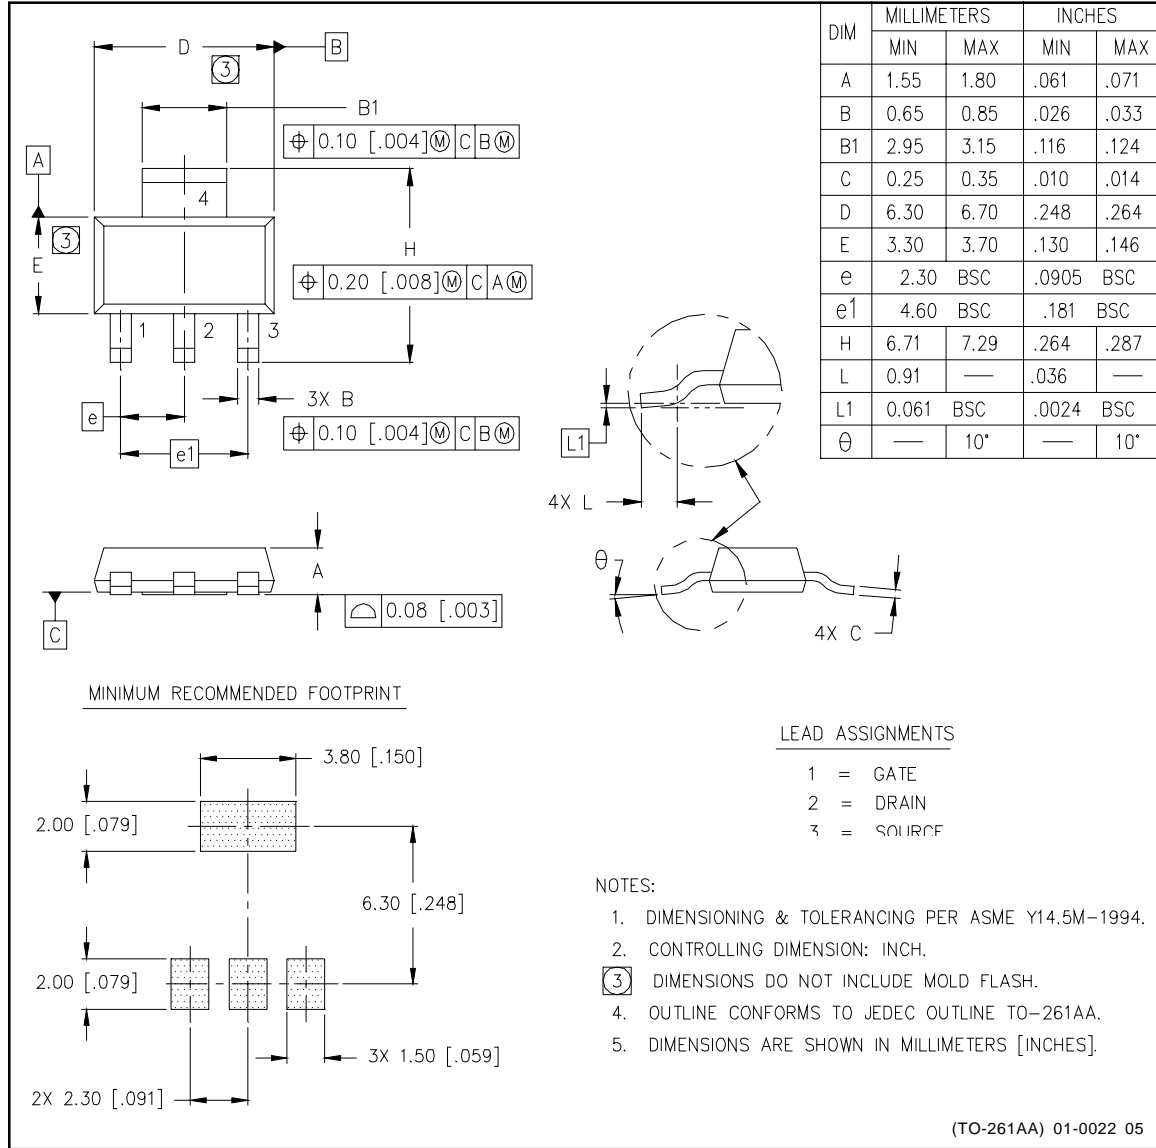 D
B
3
B1
⌖ 0.10 [.004]Ⓜ C BⓂ
A
4
3
E
H
⌖ 0.20 [.008]Ⓜ C AⓂ
1 2 3
3X B
e
⌖ 0.10 [.004]Ⓜ C BⓂ
e1
DIM MILLIMETERS INCHES
MIN MAX MIN MAX
A 1.55 1.80 .061 .071
B 0.65 0.85 .026 .033
B1 2.95 3.15 .116 .124
C 0.25 0.35 .010 .014
D 6.30 6.70 .248 .264
E 3.30 3.70 .130 .146
e 2.30 BSC .0905 BSC
e1 4.60 BSC .181 BSC
H 6.71 7.29 .264 .287
L 0.91 — .036 —
L1 0.061 BSC .0024 BSC
θ — 10° — 10°
L1
4X L
A
⌓ 0.08 [.003]
C
θ
4X C
MINIMUM RECOMMENDED FOOTPRINT
3.80 [.150]
2.00 [.079]
6.30 [.248]
2.00 [.079]
3X 1.50 [.059]
2X 2.30 [.091]
LEAD ASSIGNMENTS
1 = GATE
2 = DRAIN
3 = SOURCE
NOTES:
1. DIMENSIONING & TOLERANCING PER ASME Y14.5M-1994.
2. CONTROLLING DIMENSION: INCH.
3 DIMENSIONS DO NOT INCLUDE MOLD FLASH.
4. OUTLINE CONFORMS TO JEDEC OUTLINE TO-261AA.
5. DIMENSIONS ARE SHOWN IN MILLIMETERS [INCHES].
(TO-261AA) 01-0022 05